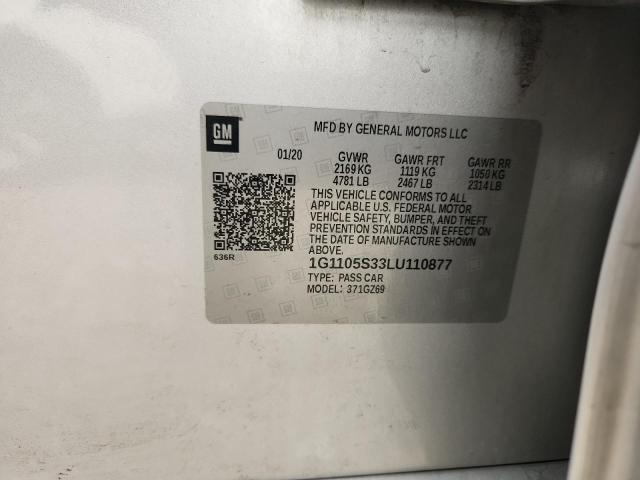 GM
MFD BY GENERAL MOTORS LLC
01/20 GVWR GAWR FRT GAWR RR
2169 KG 1119 KG 1050 KG
4781 LB 2467 LB 2314 LB
THIS VEHICLE CONFORMS TO ALL
APPLICABLE U.S. FEDERAL MOTOR
VEHICLE SAFETY, BUMPER, AND THEFT
PREVENTION STANDARDS IN EFFECT ON
THE DATE OF MANUFACTURE SHOWN
ABOVE.
636R
1G1105S33LU110877
TYPE: PASS CAR
MODEL: 371GZ69